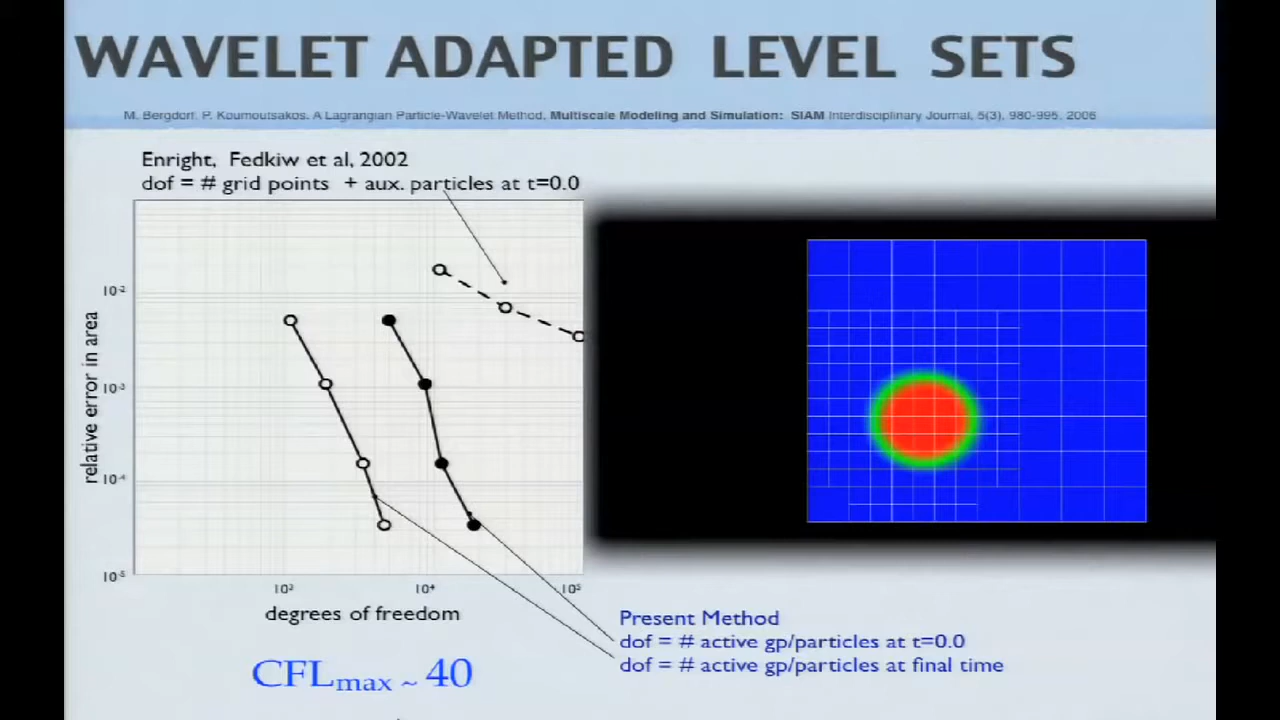 WAVELET ADAPTED LEVEL SETS
M. Bergdorf, P. Koumoutsakos. A Lagrangian Particle-Wavelet Method, Multiscale Modeling and Simulation: SIAM Interdisciplinary Journal, 5(3), 980-995, 2006
Enright, Fedkiw et al, 2002
dof = # grid points + aux. particles at t=0.0
relative error in area
10-2
10-3
10-4
10-5
10³ 10⁴ 10⁵
degrees of freedom
Present Method
dof = # active gp/particles at t=0.0
dof = # active gp/particles at final time
CFLmax ~ 40